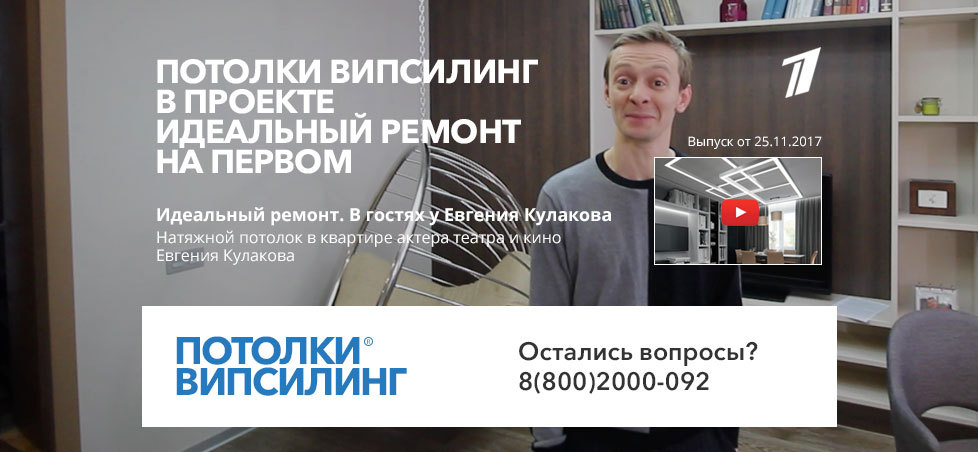 ПОТОЛКИ ВИПСИЛИНГ
В ПРОЕКТЕ
ИДЕАЛЬНЫЙ РЕМОНТ
НА ПЕРВОМ
Идеальный ремонт. В гостях у Евгения Кулакова
Натяжной потолок в квартире актера театра и кино
Евгения Кулакова
1
Выпуск от 25.11.2017
ПОТОЛКИ®
ВИПСИЛИНГ
Остались вопросы?
8(800)2000-092